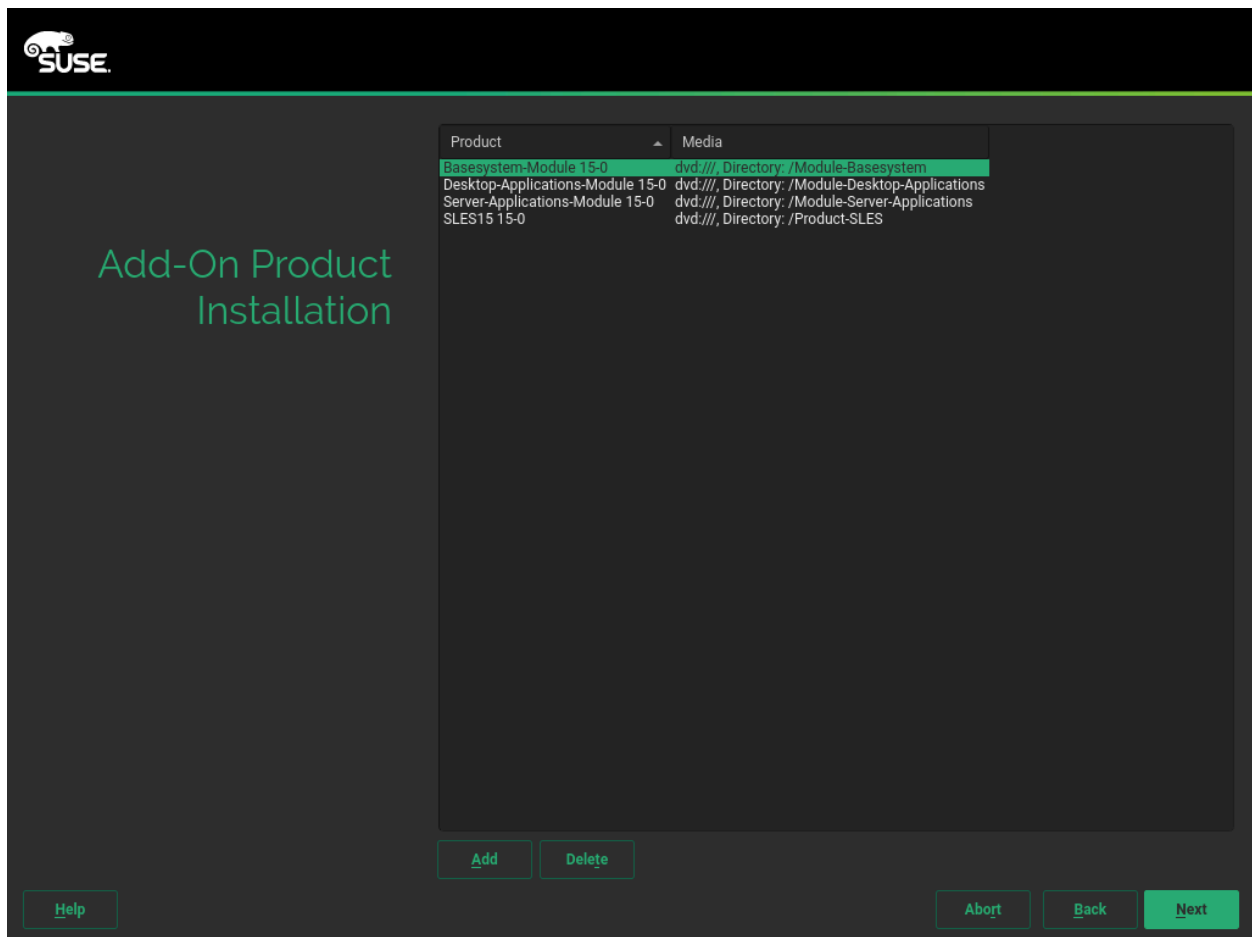 SUSE.
Add-On Product
Installation
Product Media
Basesystem-Module 15-0 dvd:///, Directory: /Module-Basesystem
Desktop-Applications-Module 15-0 dvd:///, Directory: /Module-Desktop-Applications
Server-Applications-Module 15-0 dvd:///, Directory: /Module-Server-Applications
SLES15 15-0 dvd:///, Directory: /Product-SLES
Add Delete
Help Abort Back Next